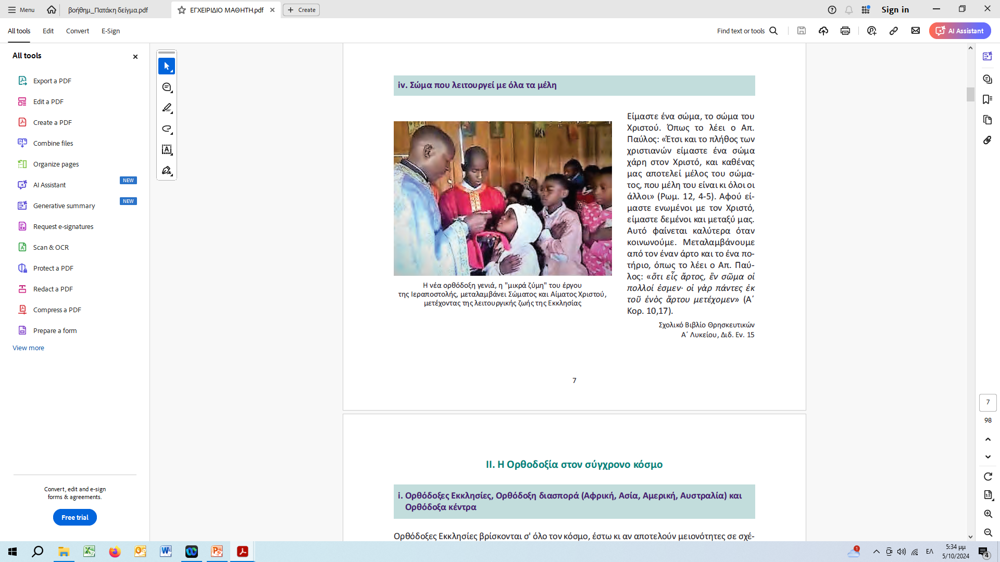 Menu
βοήθημ_Πατάκη δείγμα.pdf
ΕΓΧΕΙΡΙΔΙΟ ΜΑΘΗΤΗ.pdf
Create
Sign in
All tools
Edit
Convert
E-Sign
Find text or tools
AI Assistant
All tools
Export a PDF
Edit a PDF
Create a PDF
Combine files
Organize pages
AI Assistant
NEW
Generative summary
NEW
Request e-signatures
Scan & OCR
Protect a PDF
Redact a PDF
Compress a PDF
Prepare a form
View more
Convert, edit and e-sign
forms & agreements.
Free trial
iv. Σώμα που λειτουργεί με όλα τα μέλη
Η νέα ορθόδοξη γενιά, η "μικρά ζύμη" του έργου
της Ιεραποστολής, μεταλαμβάνει Σώματος και Αίματος Χριστού,
μετέχοντας της λειτουργικής ζωής της Εκκλησίας
Είμαστε ένα σώμα, το σώμα του
Χριστού. Όπως το λέει ο Απ.
Παύλος: «Έτσι και το πλήθος των
χριστιανών είμαστε ένα σώμα
χάρη στον Χριστό, και καθένας
μας αποτελεί μέλος του σώμα-
τος, που μέλη του είναι κι όλοι οι
άλλοι» (Ρωμ. 12, 4-5). Αφού εί-
μαστε ενωμένοι με τον Χριστό,
είμαστε δεμένοι και μεταξύ μας.
Αυτό φαίνεται καλύτερα όταν
κοινωνούμε. Μεταλαμβάνουμε
από τον έναν άρτο και το ένα πο-
τήριο, όπως το λέει ο Απ. Παύ-
λος: «ὅτι εἷς ἄρτος, ἓν σῶμα οἱ
πολλοί ἐσμεν· οἱ γὰρ πάντες ἐκ
τοῦ ἑνὸς ἄρτου μετέχομεν» (Α΄
Κορ. 10,17).
Σχολικό Βιβλίο Θρησκευτικών
Α΄ Λυκείου, Διδ. Εν. 15
7
II. Η Ορθοδοξία στον σύγχρονο κόσμο
i. Ορθόδοξες Εκκλησίες, Ορθόδοξη διασπορά (Αφρική, Ασία, Αμερική, Αυστραλία) και
Ορθόδοξα κέντρα
Ορθόδοξες Εκκλησίες βρίσκονται σ' όλο τον κόσμο, έστω κι αν αποτελούν μειονότητες σε σχέ-
7
98
1
ΕΛ
5:34 μμ
5/10/2024
4